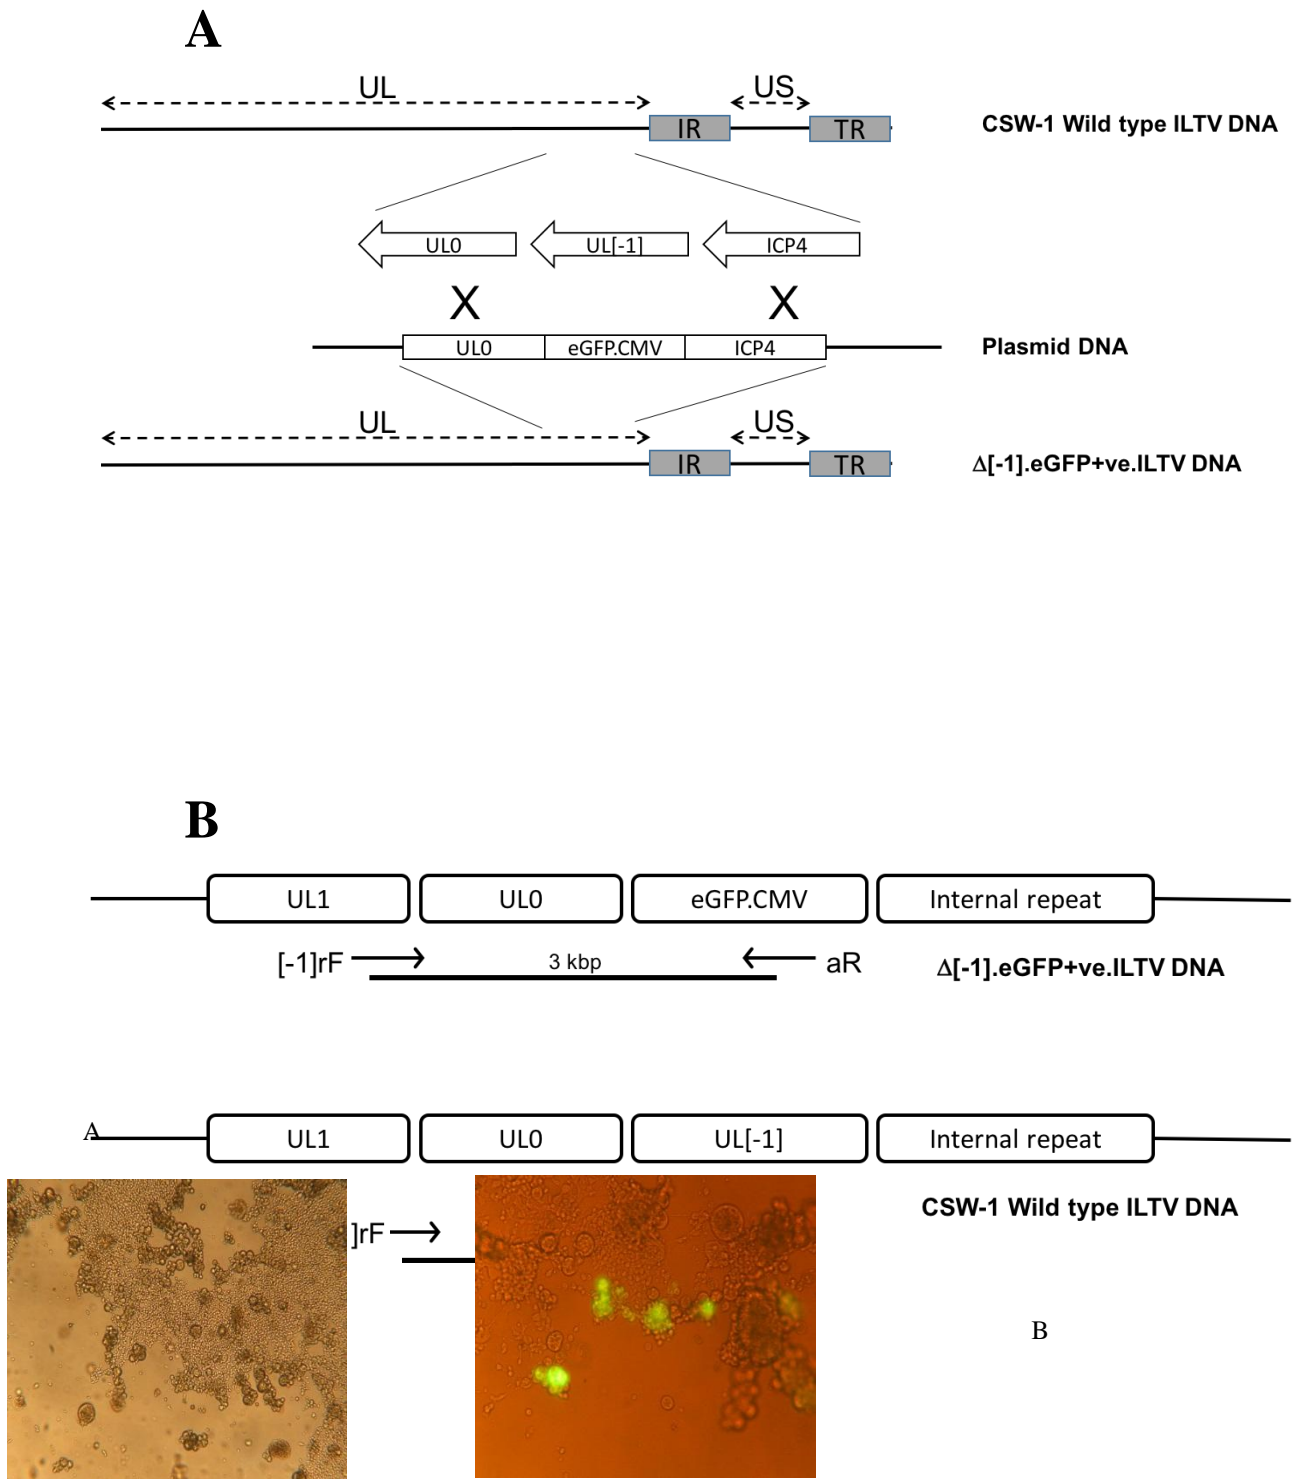 A
UL US
IR TR CSW-1 Wild type ILTV DNA
UL0 UL[-1] ICP4
X X
UL0 eGFP.CMV ICP4 Plasmid DNA
UL US
IR TR Δ[-1].eGFP+ve.ILTV DNA
B
UL1 UL0 eGFP.CMV Internal repeat
[-1]rF 3 kbp aR Δ[-1].eGFP+ve.ILTV DNA
A UL1 UL0 UL[-1] Internal repeat
CSW-1 Wild type ILTV DNA
]rF
B